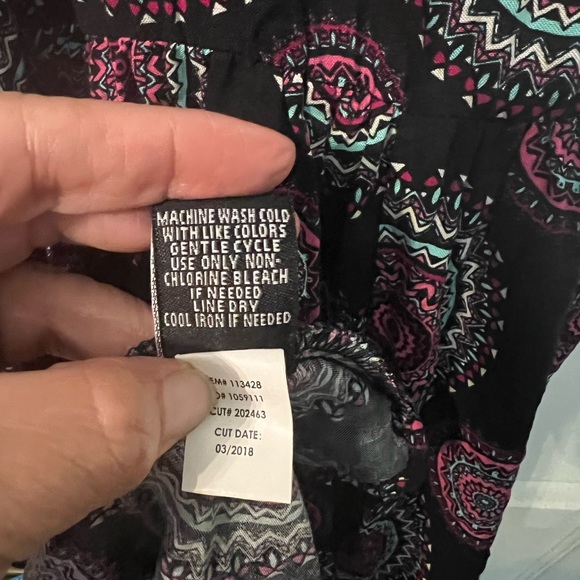 MACHINE WASH COLD
WITH LIKE COLORS
GENTLE CYCLE
USE ONLY NON-
CHLORINE BLEACH
IF NEEDED
LINE DRY
COOL IRON IF NEEDED
EM# 113428
# 1059111
CUT# 202463
CUT DATE:
03/2018